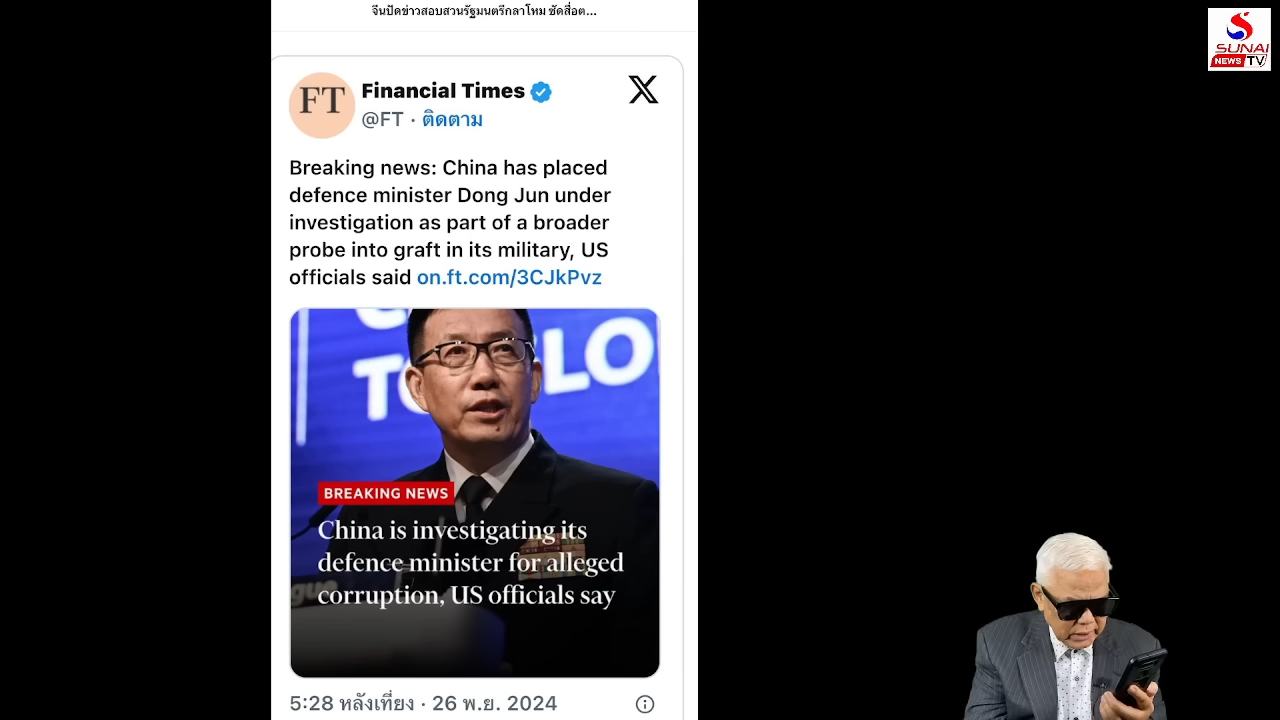 จีนปัดข่าวสอบสวนรัฐมนตรีกลาโหม ซัดสื่อต...
SUNAI
NEWS TV
FT
Financial Times
@FT · ติดตาม
Breaking news: China has placed
defence minister Dong Jun under
investigation as part of a broader
probe into graft in its military, US
officials said on.ft.com/3CJkPvz
BREAKING NEWS
China is investigating its
defence minister for alleged
corruption, US officials say
5:28 หลังเที่ยง · 26 พ.ย. 2024